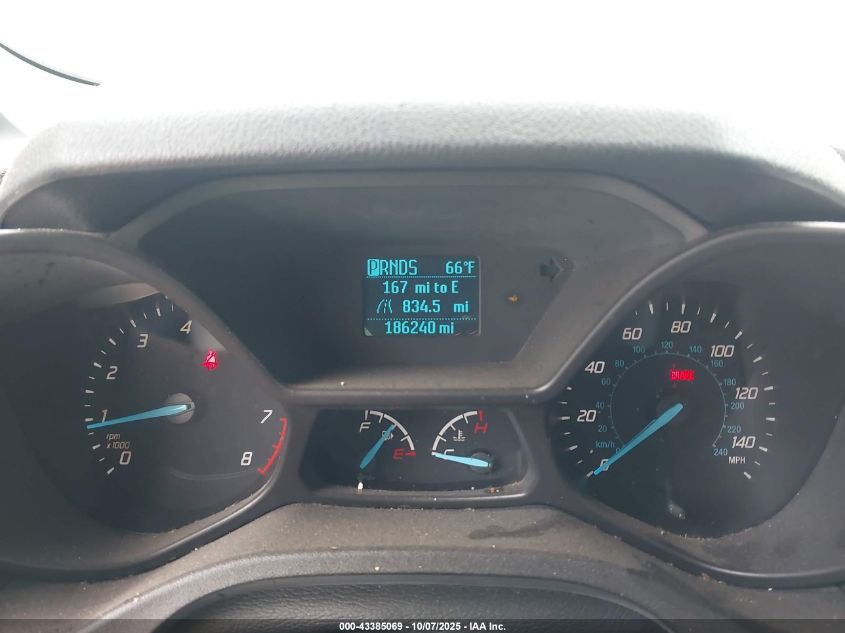 PRNDS 66°F
167 mi to E
834.5 mi
186240 mi
0 1 2 3 4 7 8
rpm
x1000
F E
C H
0 20 40 60 80 100 120 140
MPH
20 40 60 80 100 120 140 160 180 200 220 240
km/h
BRAKE
000-43385069 - 10/07/2025 - IAA Inc.